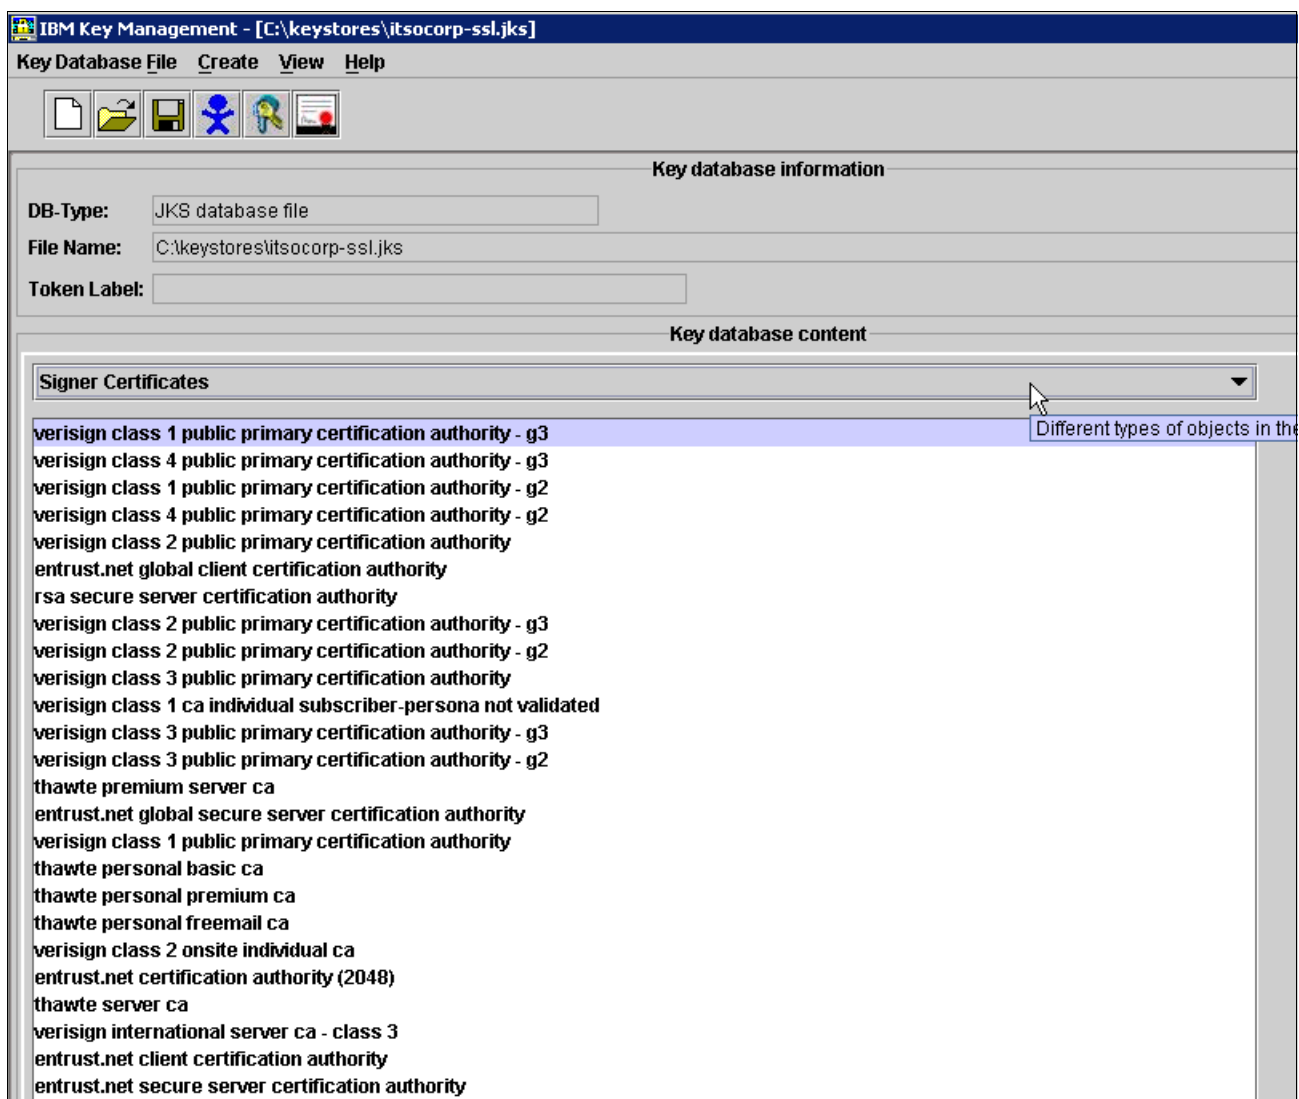 IBM Key Management - [C:\keystores\itsocorp-ssl.jks]
Key Database File Create View Help
Key database information
DB-Type: JKS database file
File Name: C:\keystores\itsocorp-ssl.jks
Token Label:
Key database content
Signer Certificates
Different types of objects in the
verisign class 1 public primary certification authority - g3
verisign class 4 public primary certification authority - g3
verisign class 1 public primary certification authority - g2
verisign class 4 public primary certification authority - g2
verisign class 2 public primary certification authority
entrust.net global client certification authority
rsa secure server certification authority
verisign class 2 public primary certification authority - g3
verisign class 2 public primary certification authority - g2
verisign class 3 public primary certification authority
verisign class 1 ca individual subscriber-persona not validated
verisign class 3 public primary certification authority - g3
verisign class 3 public primary certification authority - g2
thawte premium server ca
entrust.net global secure server certification authority
verisign class 1 public primary certification authority
thawte personal basic ca
thawte personal premium ca
thawte personal freemail ca
verisign class 2 onsite individual ca
entrust.net certification authority (2048)
thawte server ca
verisign international server ca - class 3
entrust.net client certification authority
entrust.net secure server certification authority